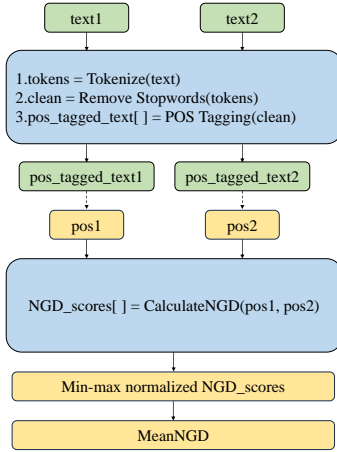 text1 text2
1.tokens = Tokenize(text)
2.clean = Remove Stopwords(tokens)
3.pos_tagged_text[ ] = POS Tagging(clean)
pos_tagged_text1 pos_tagged_text2
pos1 pos2
NGD_scores[ ] = CalculateNGD(pos1, pos2)
Min-max normalized NGD_scores
MeanNGD